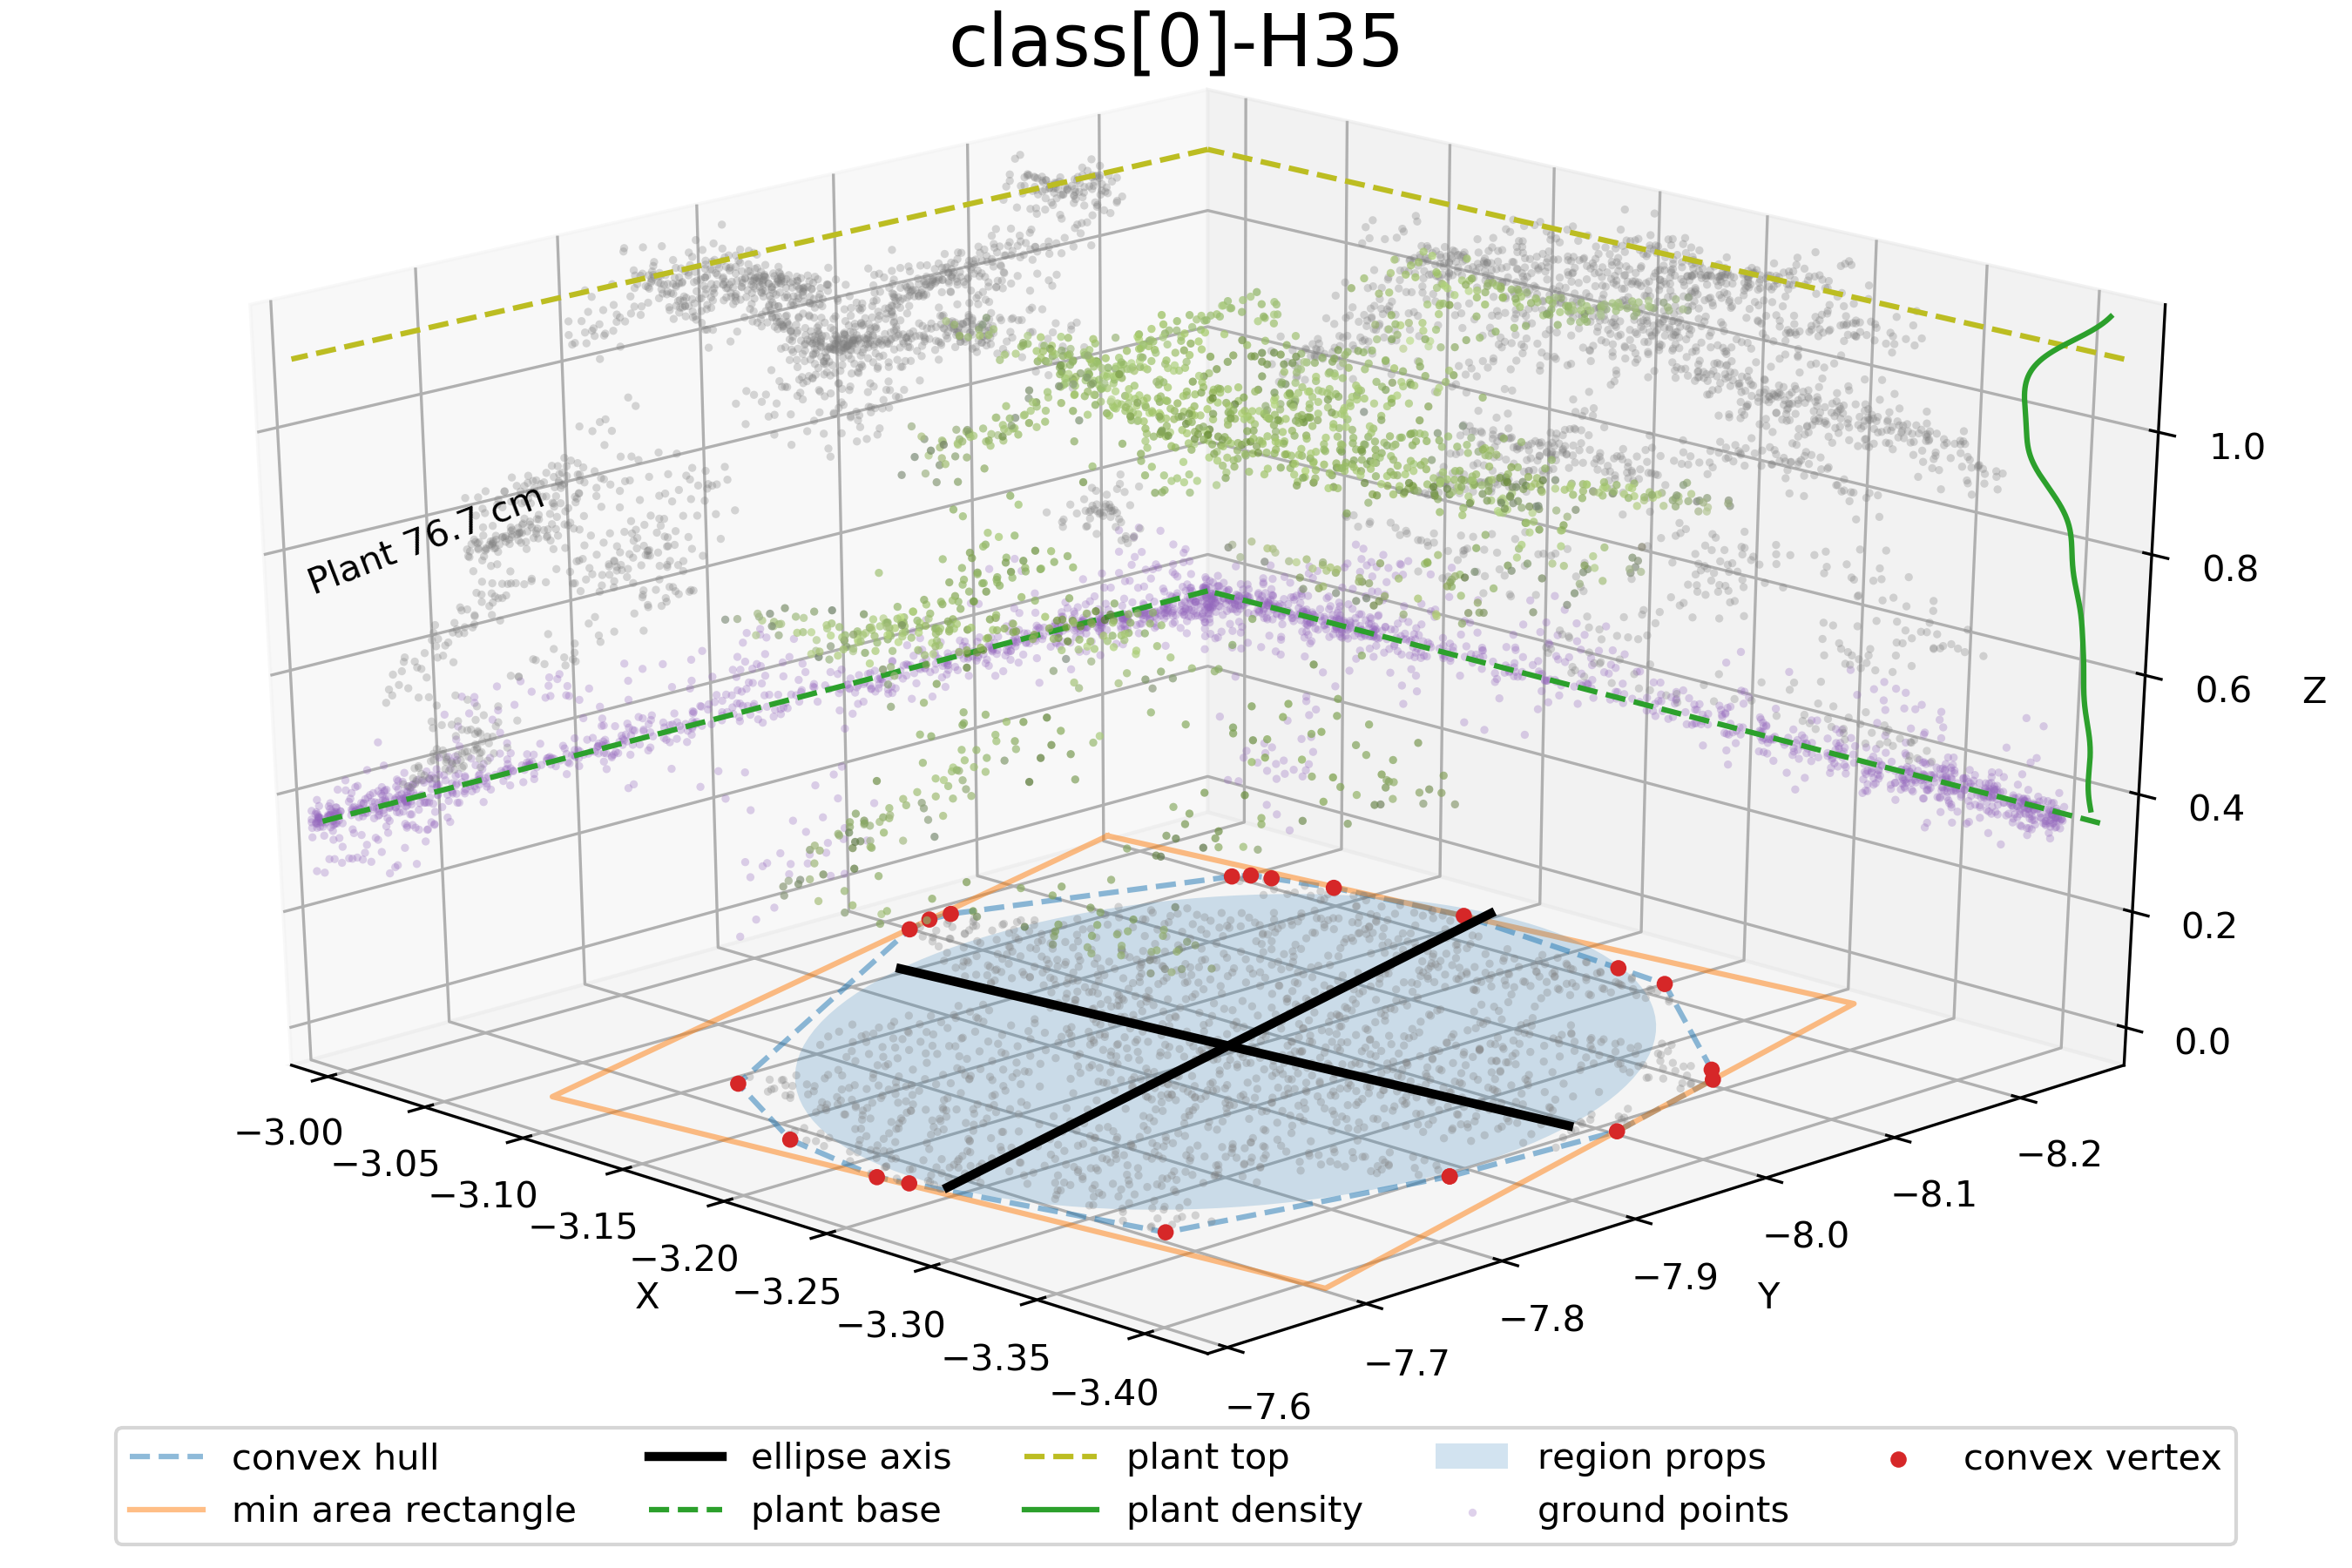 class[0]-H35
Plant 76.7 cm
1.0
0.8
0.6
Z
0.4
0.2
0.0
−3.00
−3.05
−3.10
−3.15
−3.20
−3.25
−3.30
−3.35
−3.40
X
−8.2
−8.1
−8.0
−7.9
−7.8
−7.7
−7.6
Y
convex hull
min area rectangle
ellipse axis
plant base
plant top
plant density
region props
ground points
convex vertex